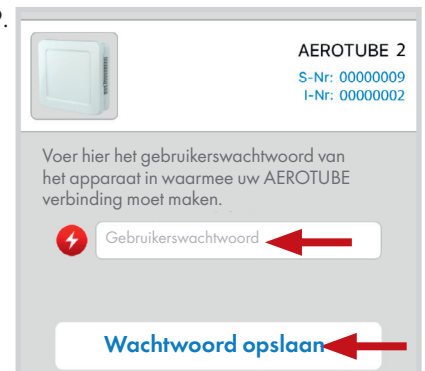 9.
AEROTUBE 2
S-Nr: 00000009
I-Nr: 00000002
Voer hier het gebruikerswachtwoord van
het apparaat in waarmee uw AEROTUBE
verbinding moet maken.
Gebruikerswachtwoord
Wachtwoord opslaan